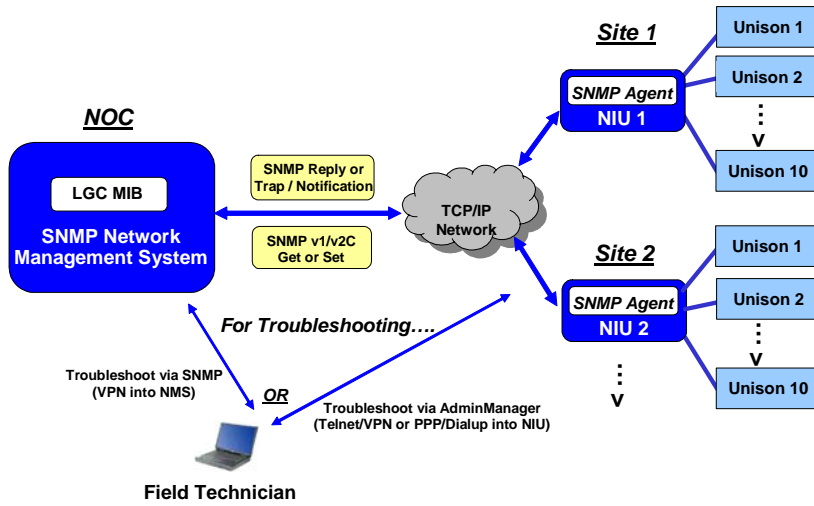 NOC
LGC MIB
SNMP Network
Management System
SNMP Reply or
Trap / Notification
SNMP v1/v2C
Get or Set
TCP/IP
Network
Site 1
SNMP Agent
NIU 1
Unison 1
Unison 2
Unison 10
Site 2
SNMP Agent
NIU 2
Unison 1
Unison 2
Unison 10
For Troubleshooting....
Troubleshoot via SNMP
(VPN into NMS)
OR
Troubleshoot via AdminManager
(Telnet/VPN or PPP/Dialup into NIU)
Field Technician